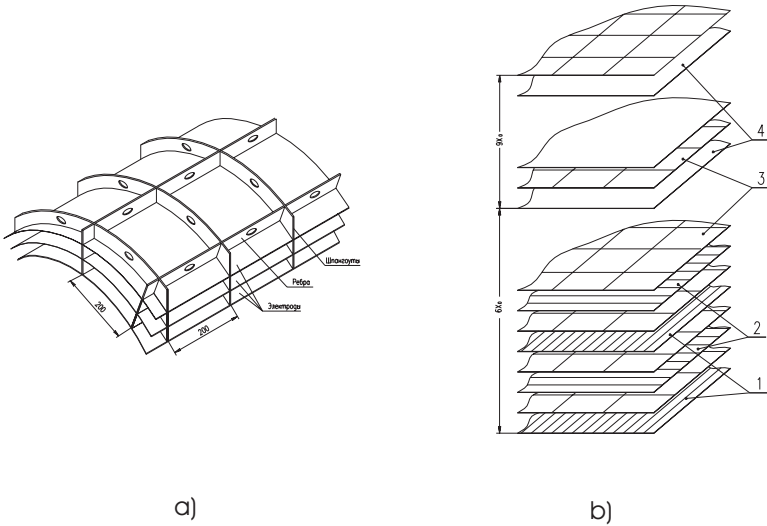 4
9X₀
3
Шпангоуты
Ребра
Электроды
200
200
6X₀
2
1
a)
b)